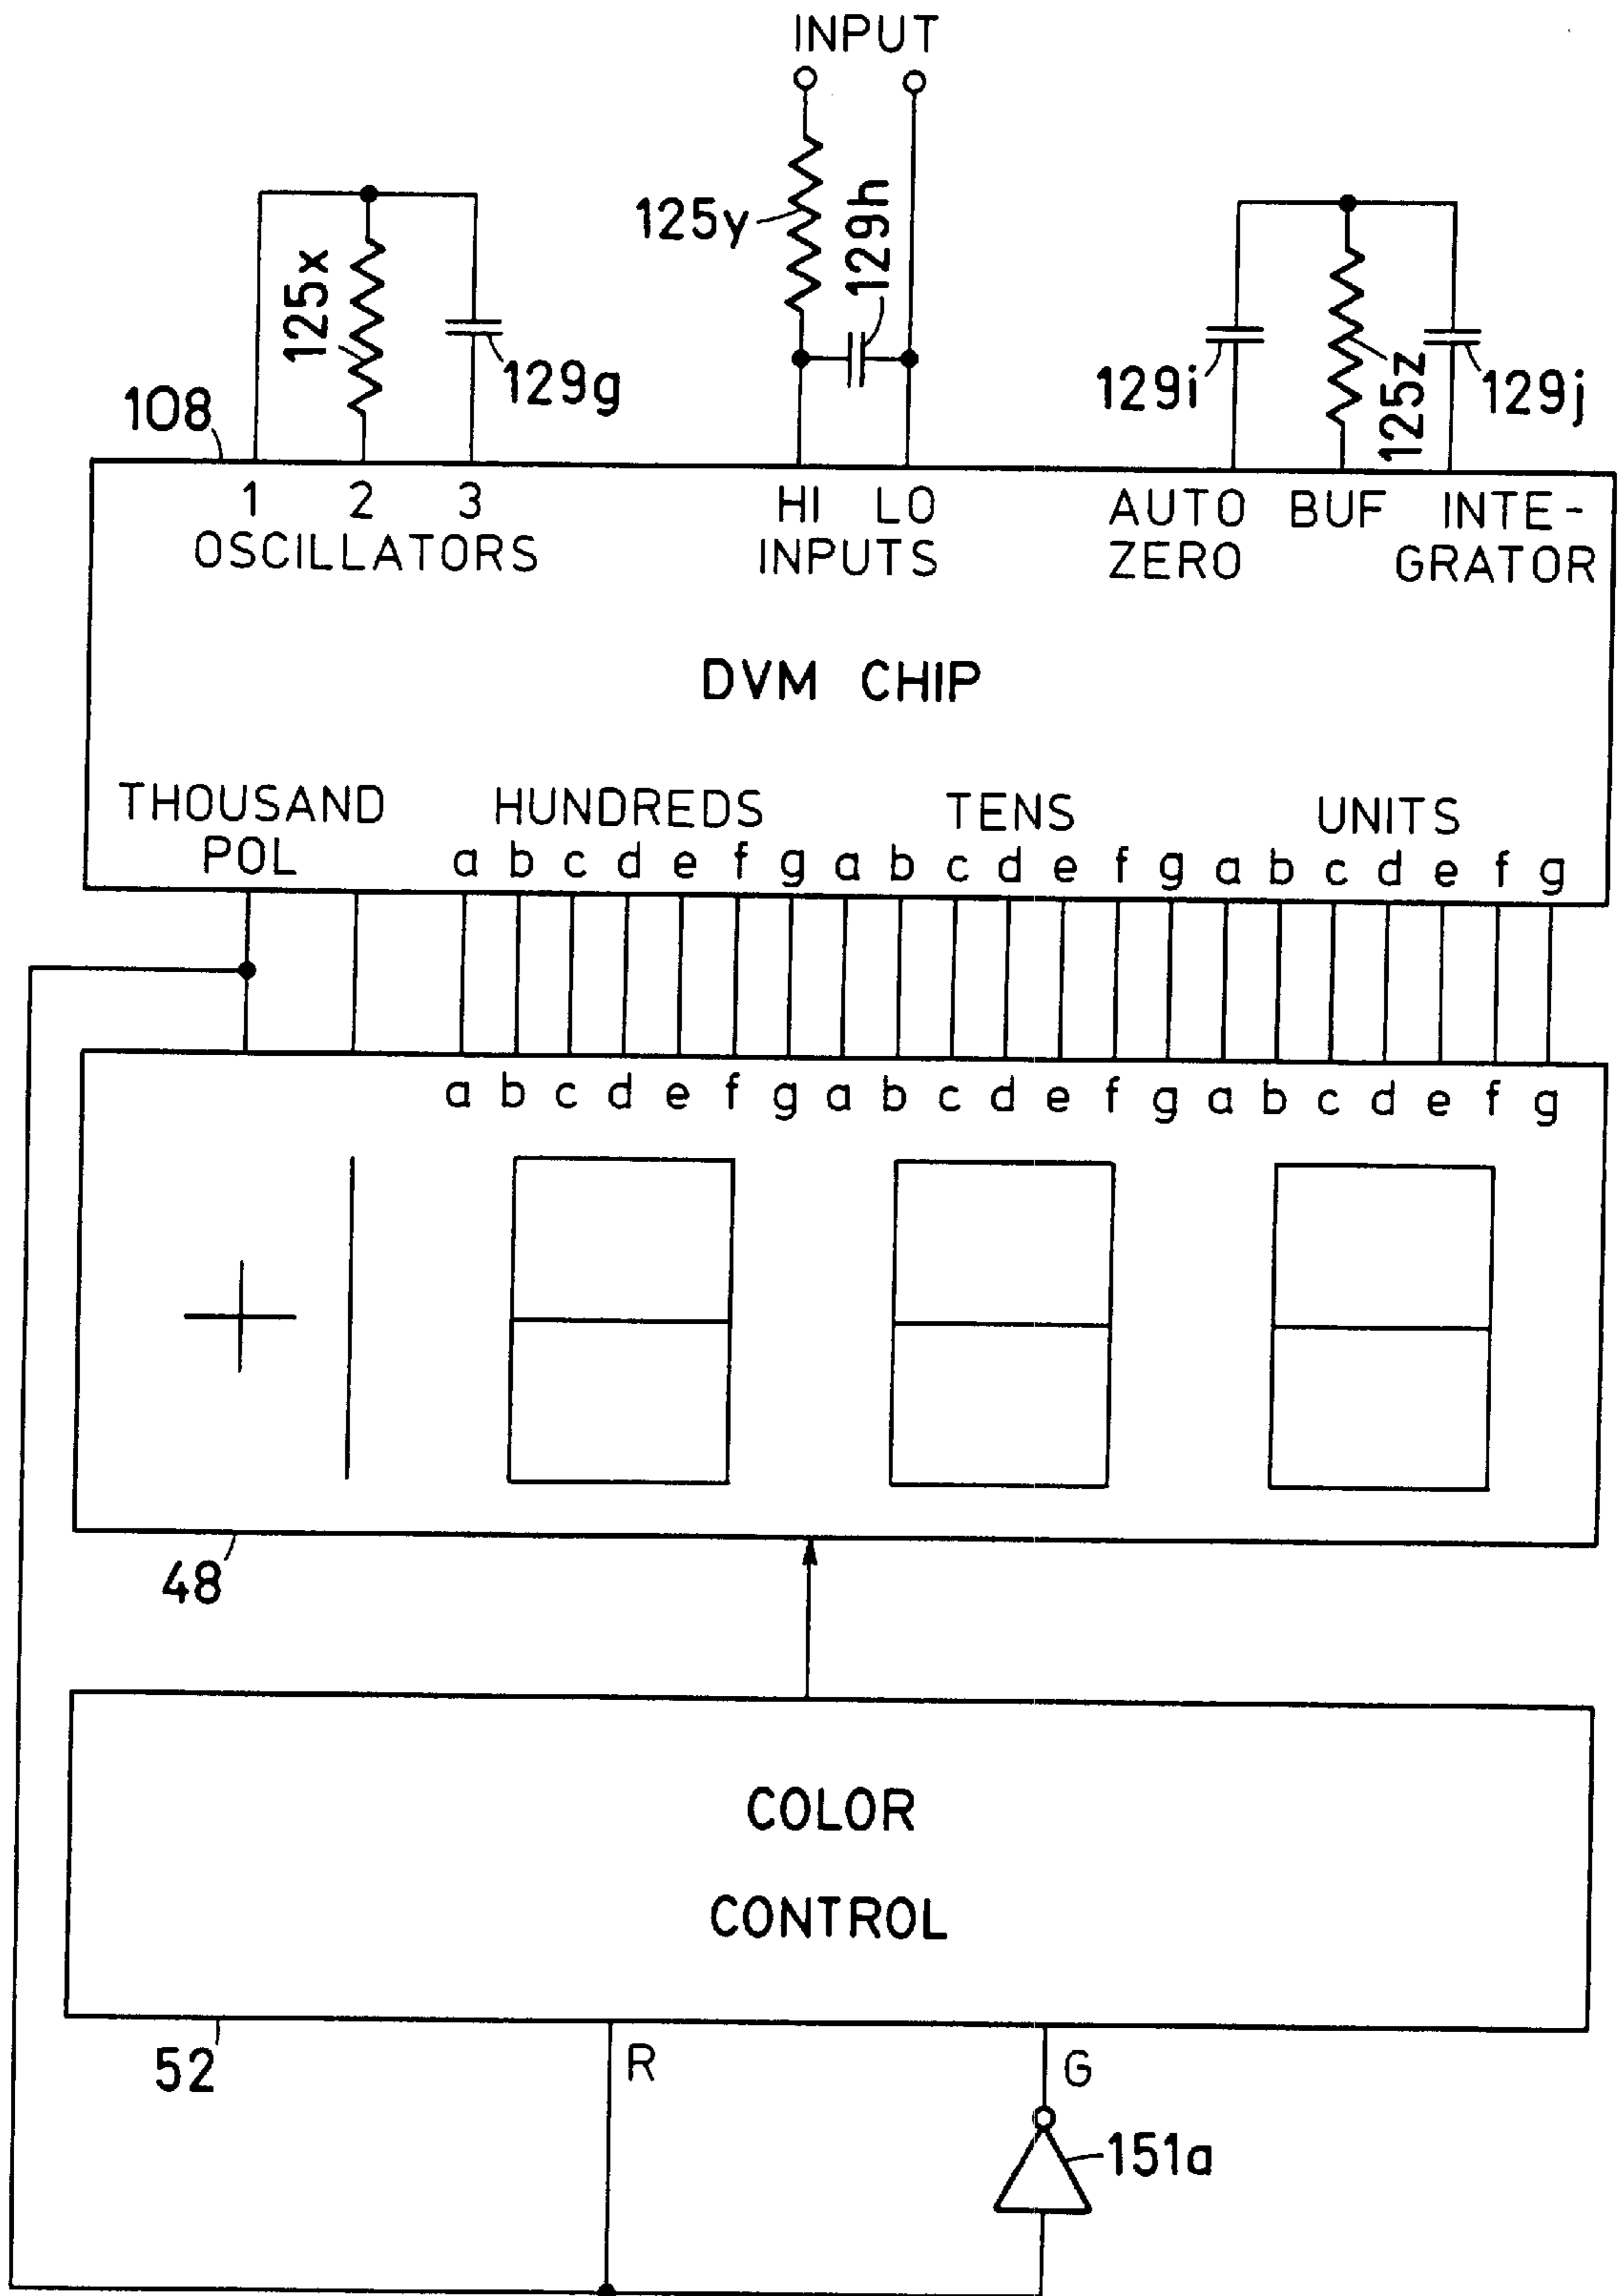 INPUT
125x
129g
125y
129h
129i
125z
129j
108
1 2 3
OSCILLATORS
HI LO
INPUTS
AUTO
ZERO
BUF
INTE-
GRATOR
DVM CHIP
THOUSAND
POL
HUNDREDS
TENS
UNITS
a b c d e f g a b c d e f g a b c d e f g
a b c d e f g a b c d e f g a b c d e f g
48
COLOR
CONTROL
52
R
G
151a